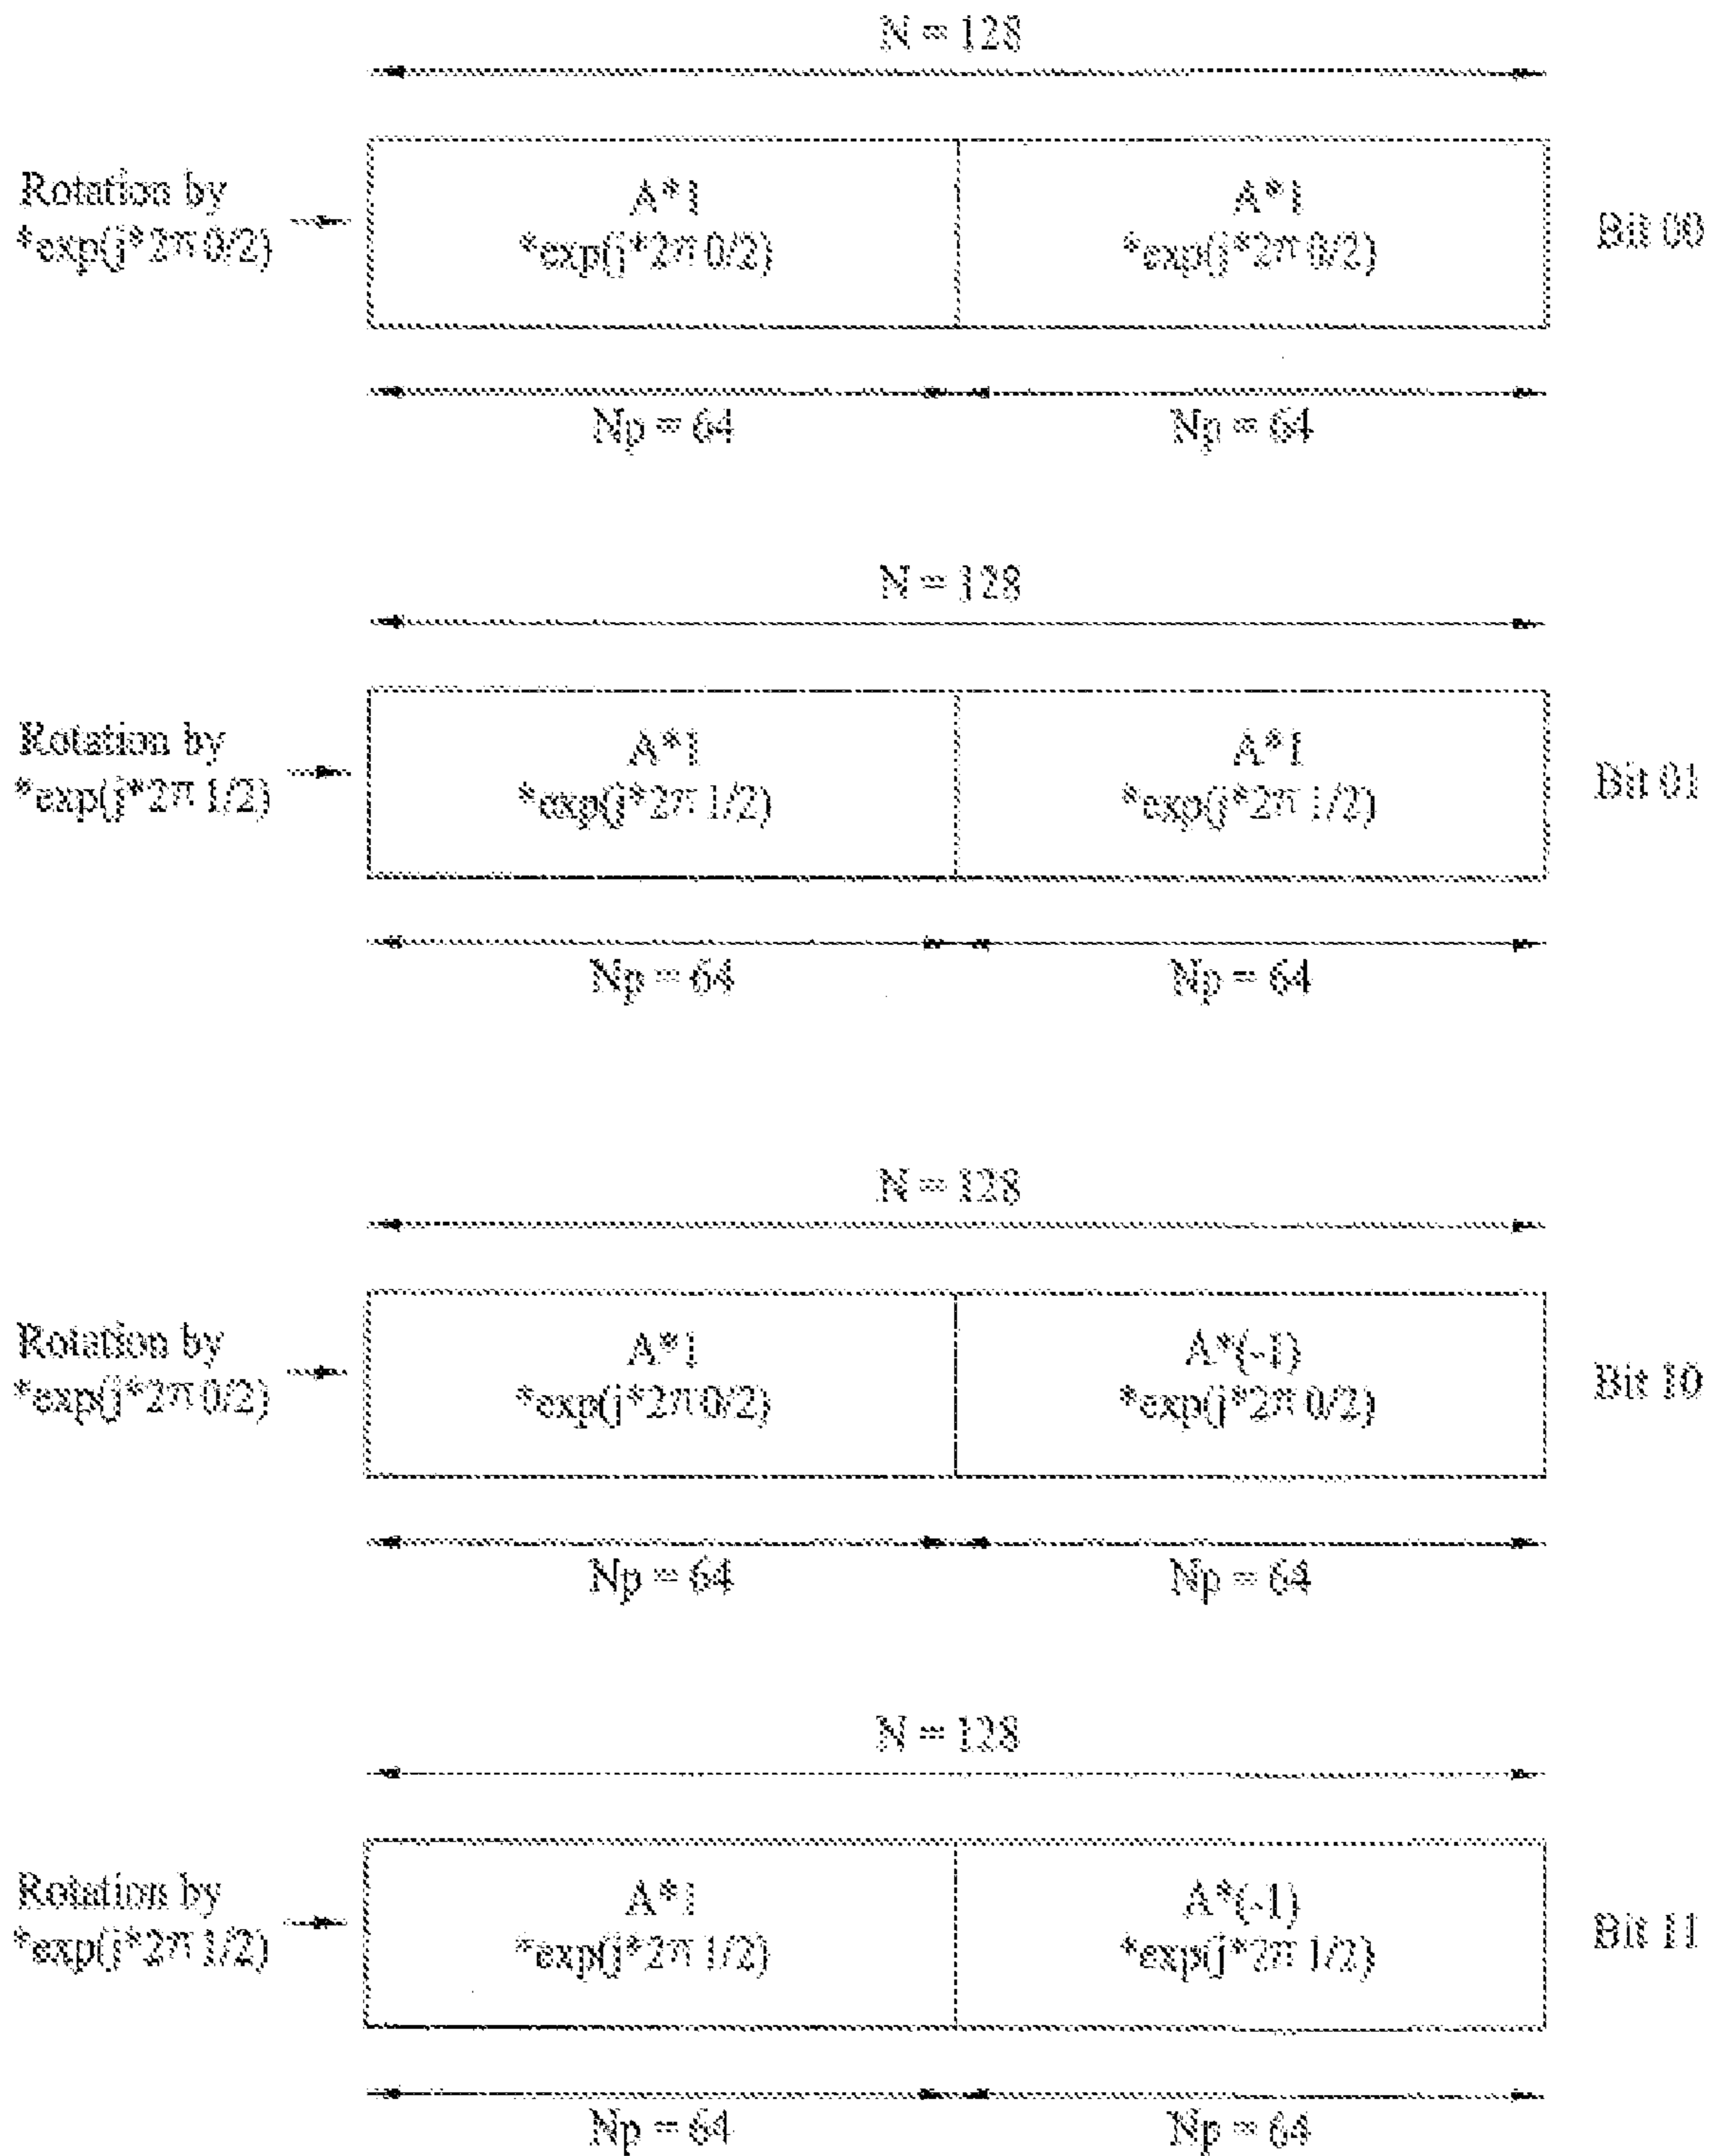 N = 128
Rotation by
*exp(j*2π 0/2)
A*1
*exp(j*2π 0/2)
A*1
*exp(j*2π 0/2)
Bit 00
Np = 64
Np = 64
N = 128
Rotation by
*exp(j*2π 1/2)
A*1
*exp(j*2π 1/2)
A*1
*exp(j*2π 1/2)
Bit 01
Np = 64
Np = 64
N = 128
Rotation by
*exp(j*2π 0/2)
A*1
*exp(j*2π 0/2)
A*(-1)
*exp(j*2π 0/2)
Bit 10
Np = 64
Np = 64
N = 128
Rotation by
*exp(j*2π 1/2)
A*1
*exp(j*2π 1/2)
A*(-1)
*exp(j*2π 1/2)
Bit 11
Np = 64
Np = 64